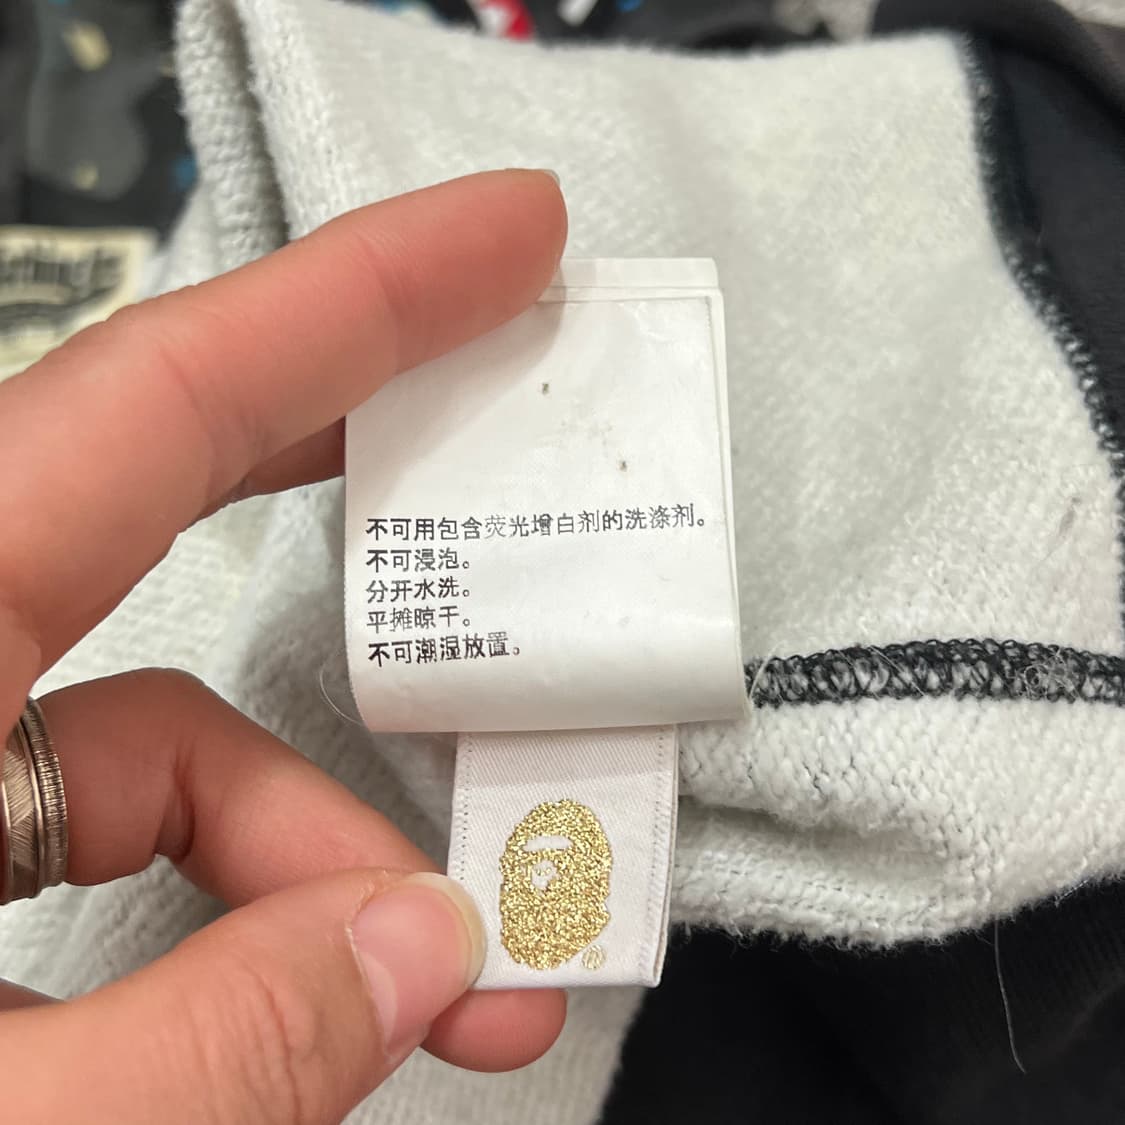 不可用包含荧光增白剂的洗涤剂。
不可浸泡。
分开水洗。
平摊晾干。
不可潮湿放置。